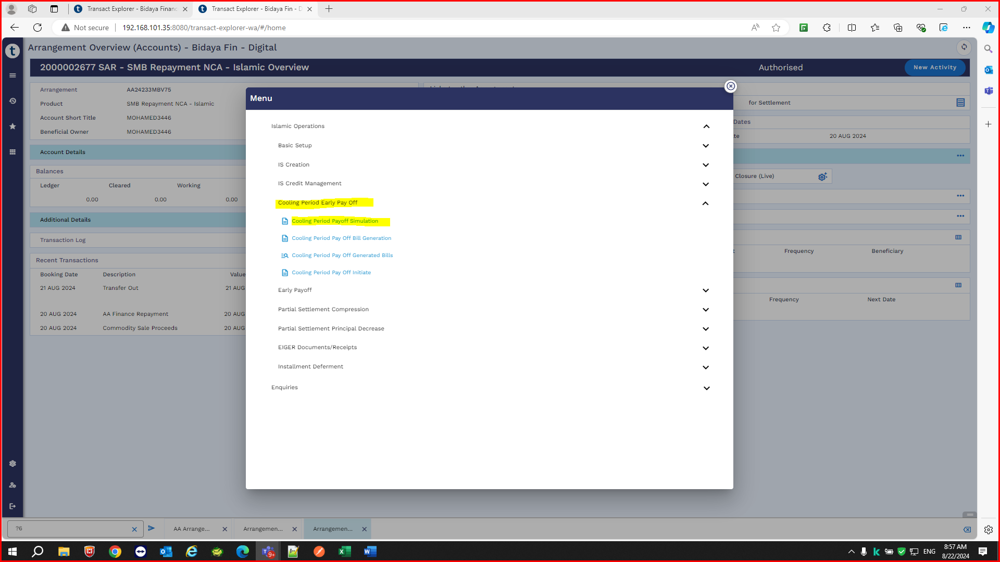 Transact Explorer - Bidaya Financ
Transact Explorer - Bidaya Fin - D
Not secure
192.168.101.35:8080/transact-explorer-wa/#/home
Arrangement Overview (Accounts) - Bidaya Fin - Digital
2000002677 SAR - SMB Repayment NCA - Islamic Overview
Authorised
New Activity
Arrangement AA24233MBV75
Product SMB Repayment NCA - Islamic
Account Short Title MOHAMED3446
Beneficial Owner MOHAMED3446
Account Details
Balances
Ledger Cleared Working
0.00 0.00 0.00
Additional Details
Transaction Log
Recent Transactions
Booking Date Description Value
21 AUG 2024 Transfer Out 21 AUG
20 AUG 2024 AA Finance Repayment 20 AUG
20 AUG 2024 Commodity Sale Proceeds 20 AUG
Menu
Islamic Operations
Basic Setup
IS Creation
IS Credit Management
Cooling Period Early Pay Off
Cooling Period Payoff Simulation
Cooling Period Pay Off Bill Generation
Cooling Period Pay Off Generated Bills
Cooling Period Pay Off Initiate
Early Payoff
Partial Settlement Compression
Partial Settlement Principal Decrease
EIGER Documents/Receipts
Installment Deferment
Enquiries
for Settlement
Dates
te 20 AUG 2024
Closure (Live)
t Frequency Beneficiary
Frequency Next Date
?6
AA Arrange...
Arrangemen...
Arrangemen...
9+
ENG
8:57 AM
8/22/2024